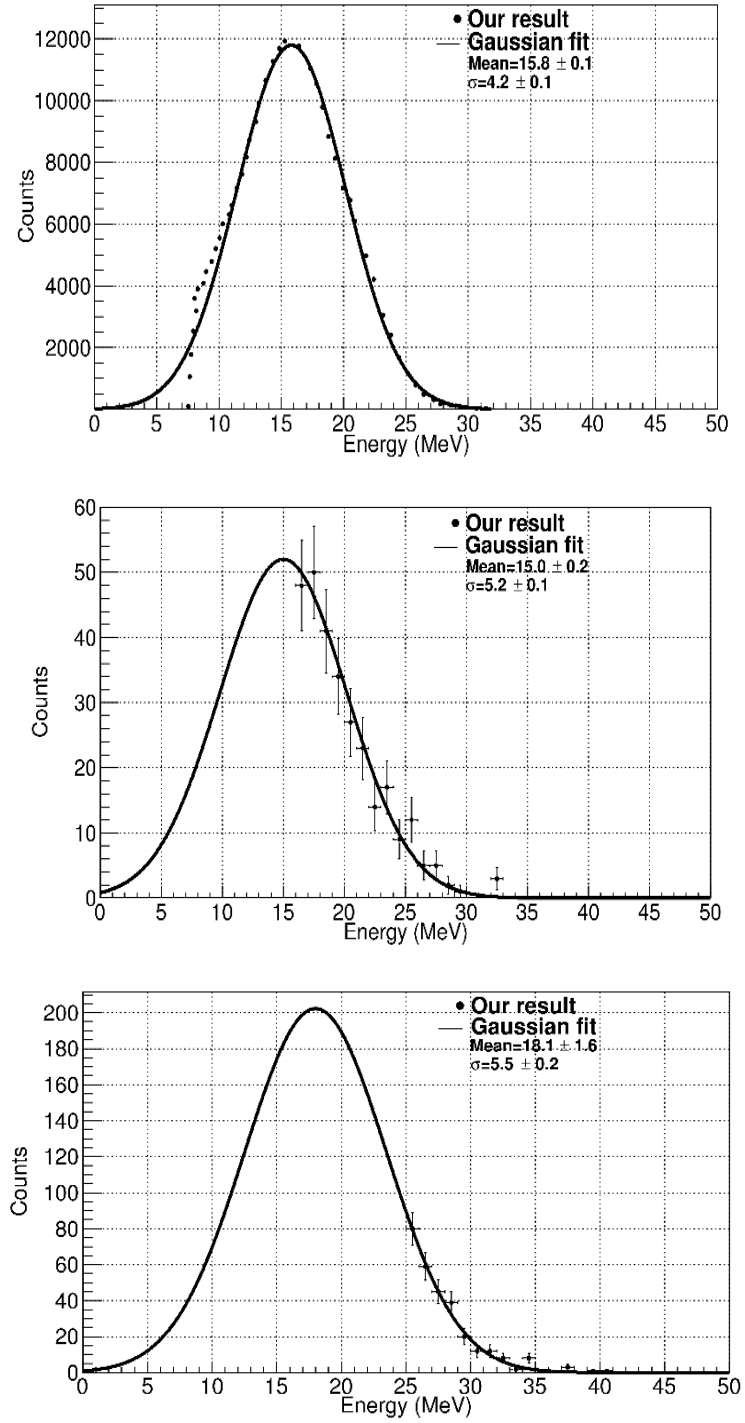 Our result
Gaussian fit
Mean=15.8 ± 0.1
σ=4.2 ± 0.1
12000
10000
8000
6000
4000
2000
Counts
0 5 10 15 20 25 30 35 40 45 50
Energy (MeV)
Our result
Gaussian fit
Mean=15.0 ± 0.2
σ=5.2 ± 0.1
60
50
40
30
20
10
0
Counts
0 5 10 15 20 25 30 35 40 45 50
Energy (MeV)
Our result
Gaussian fit
Mean=18.1 ± 1.6
σ=5.5 ± 0.2
200
180
160
140
120
100
80
60
40
20
0
Counts
0 5 10 15 20 25 30 35 40 45 50
Energy (MeV)